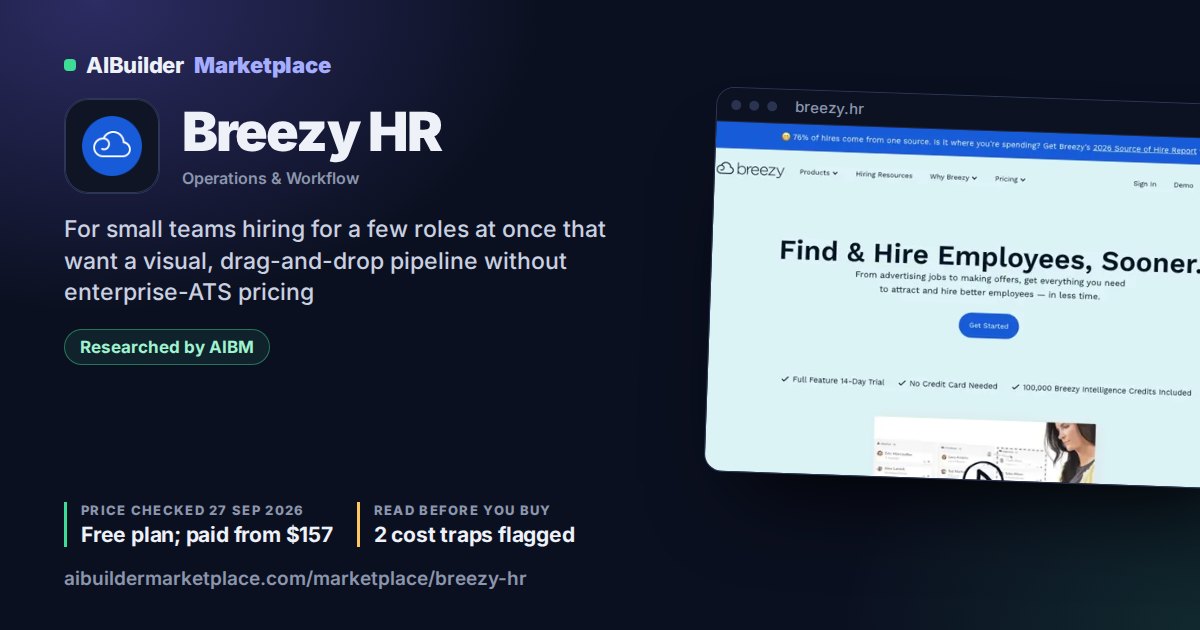 AIBuilder Marketplace
Breezy HR
Operations & Workflow
For small teams hiring for a few roles at once that
want a visual, drag-and-drop pipeline without
enterprise-ATS pricing
Researched by AIBM
PRICE CHECKED 27 SEP 2026
Free plan; paid from $157
READ BEFORE YOU BUY
2 cost traps flagged
aibuildermarketplace.com/marketplace/breezy-hr
breezy.hr
76% of hires come from one source. Is it where you're spending? Get Breezy's 2026 Source of Hire Report
breezy
Products
Hiring Resources
Why Breezy
Pricing
Sign In
Demo
Find & Hire Employees, Sooner.
From advertising jobs to making offers, get everything you need
to attract and hire better employees — in less time.
Get Started
Full Feature 14-Day Trial
No Credit Card Needed
100,000 Breezy Intelligence Credits Included